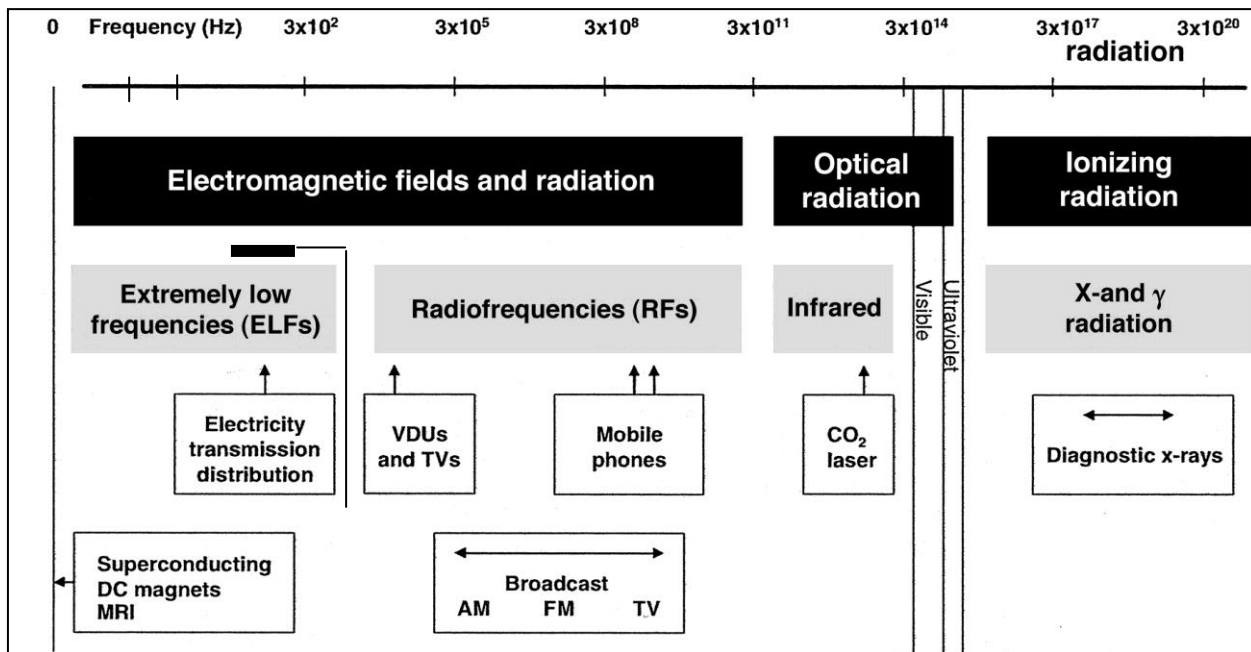 0 Frequency (Hz) 3x10² 3x10⁵ 3x10⁸ 3x10¹¹ 3x10¹⁴ 3x10¹⁷ 3x10²⁰
radiation
Electromagnetic fields and radiation
Optical
radiation
Ionizing
radiation
Extremely low
frequencies (ELFs)
Radiofrequencies (RFs)
Infrared
Visible
Ultraviolet
X-and γ
radiation
Electricity
transmission
distribution
VDUs
and TVs
Mobile
phones
CO₂
laser
Diagnostic x-rays
Superconducting
DC magnets
MRI
Broadcast
AM FM TV